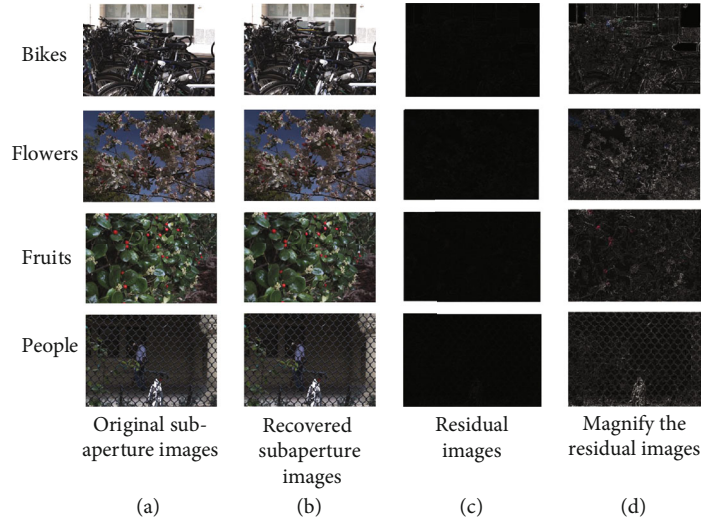 Bikes
Flowers
Fruits
People
Original sub-
aperture images
Recovered
subaperture
images
Residual
images
Magnify the
residual images
(a)
(b)
(c)
(d)